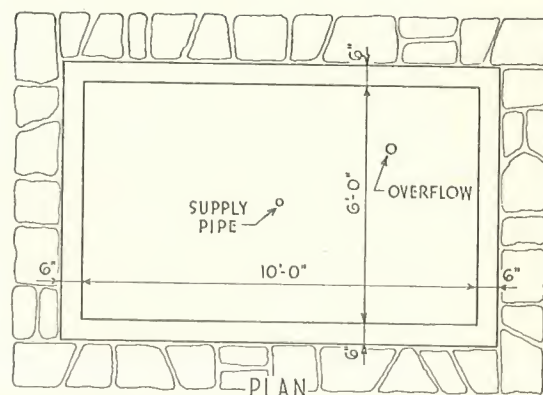 6"
SUPPLY
PIPE
6'-0"
OVERFLOW
6"
10'-0"
6"
6"
PLAN